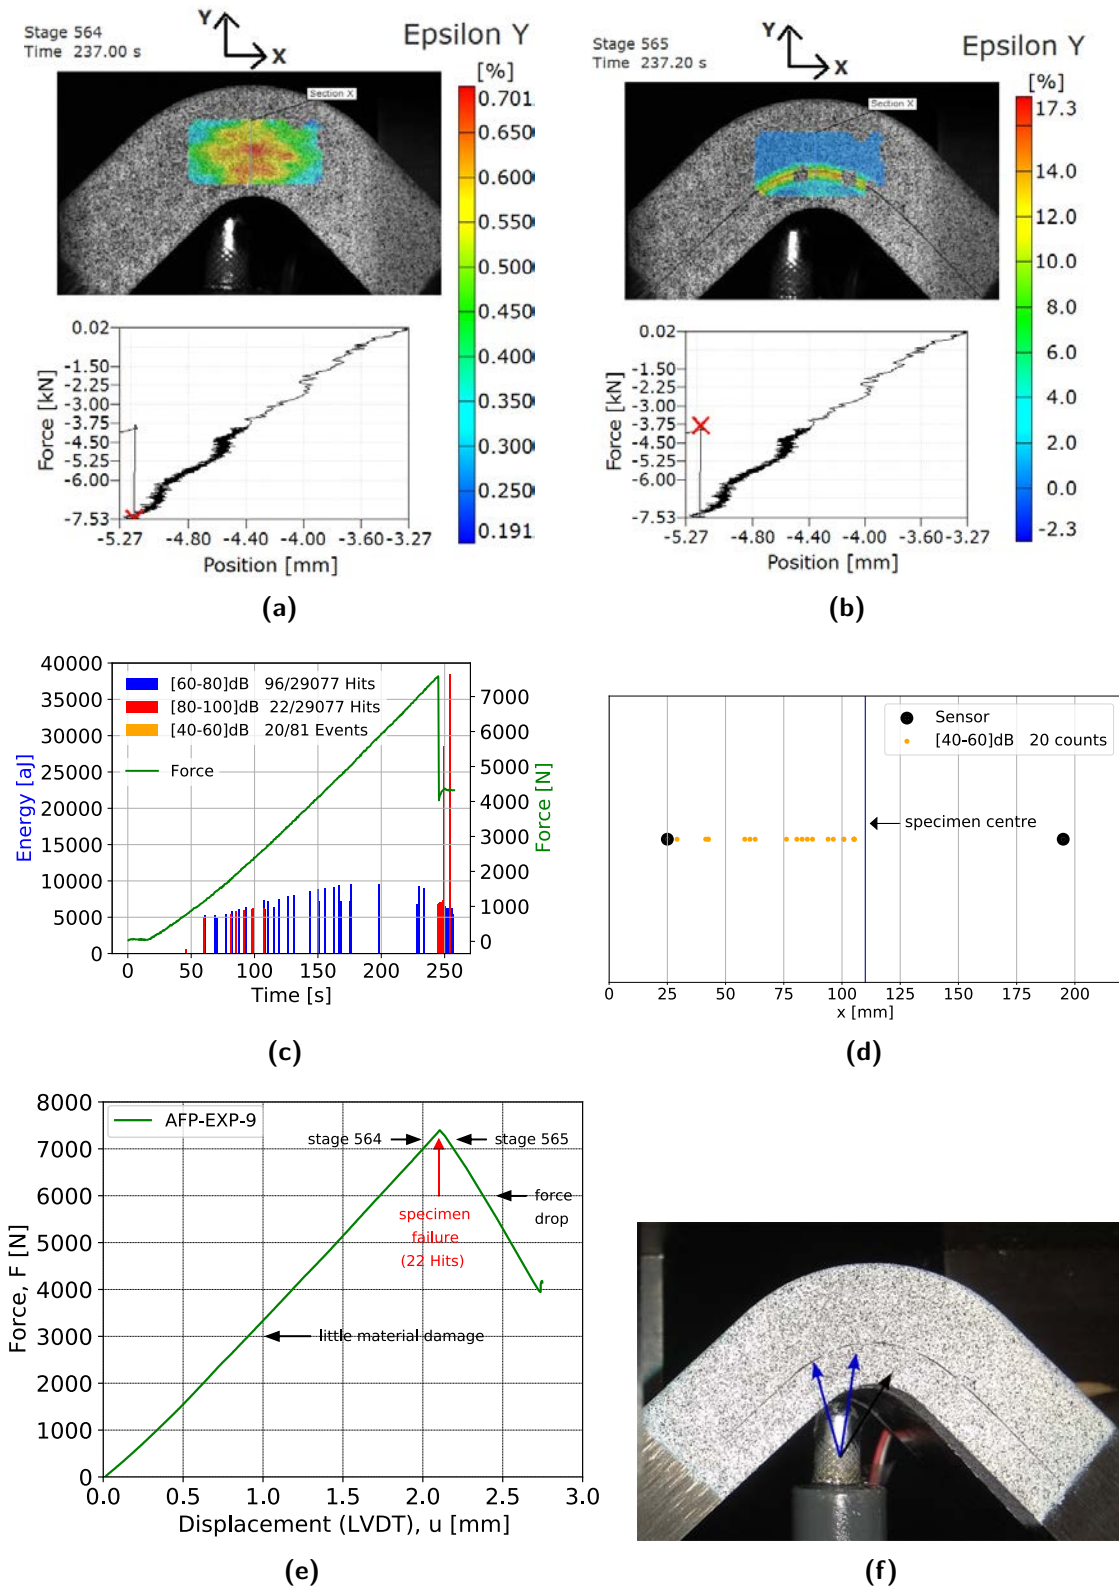 Stage 564
Time 237.00 s
Y
X
Epsilon Y
[%]
Section X
0.701
0.650
0.600
0.550
0.500
0.450
0.400
0.350
0.300
0.250
0.191
Force [kN]
0.02
-1.50
-2.25
-3.00
-3.75
-4.50
-5.25
-6.00
-7.53
-5.27 -4.80 -4.40 -4.00 -3.60 -3.27
Position [mm]
(a)
Stage 565
Time 237.20 s
Y
X
Epsilon Y
[%]
Section X
17.3
14.0
12.0
10.0
8.0
6.0
4.0
2.0
0.0
-2.3
Force [kN]
0.02
-1.50
-2.25
-3.00
-3.75
-4.50
-5.25
-6.00
-7.53
-5.27 -4.80 -4.40 -4.00 -3.60 -3.27
Position [mm]
(b)
Energy [aJ]
40000
35000
30000
25000
20000
15000
10000
5000
0
[60-80]dB 96/29077 Hits
[80-100]dB 22/29077 Hits
[40-60]dB 20/81 Events
Force
7000
6000
5000
4000
3000
2000
1000
0
Force [N]
0 50 100 150 200 250
Time [s]
(c)
Sensor
[40-60]dB 20 counts
specimen centre
0 25 50 75 100 125 150 175 200
x [mm]
(d)
Force, F [N]
8000
7000
6000
5000
4000
3000
2000
1000
0
AFP-EXP-9
stage 564
stage 565
force
drop
specimen
failure
(22 Hits)
little material damage
0.0 0.5 1.0 1.5 2.0 2.5 3.0
Displacement (LVDT), u [mm]
(e)
(f)